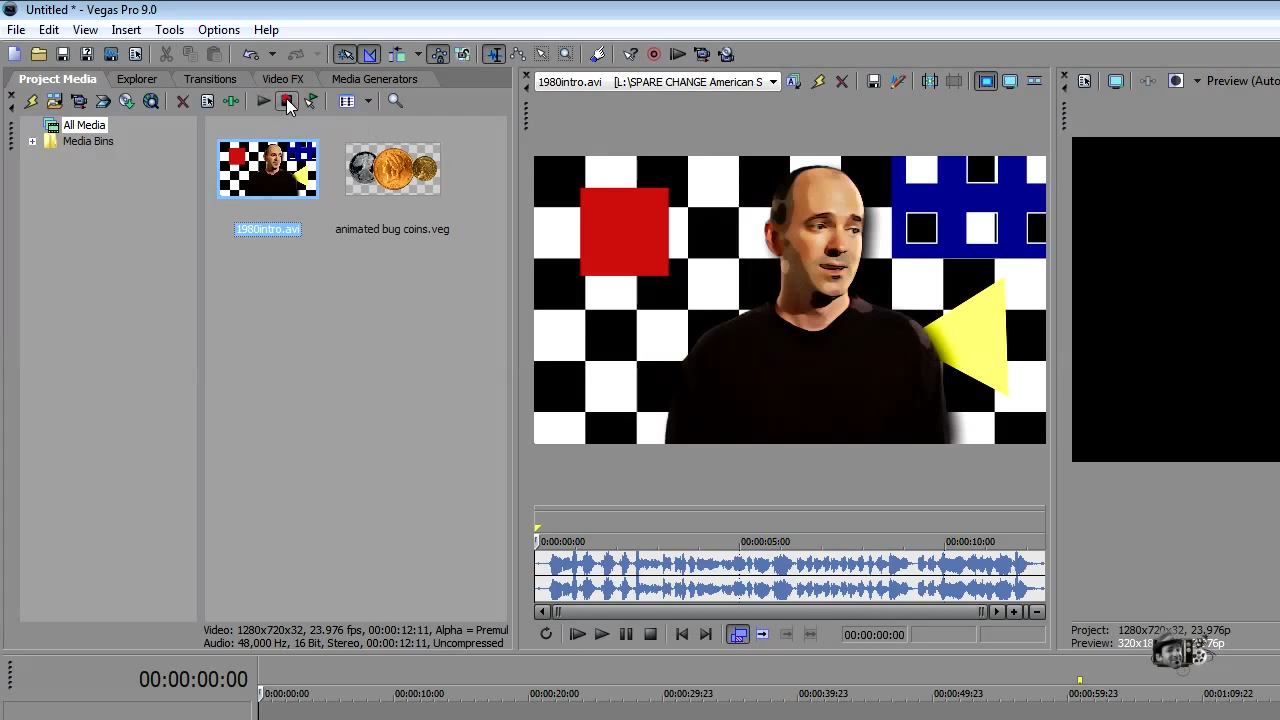 Untitled * - Vegas Pro 9.0
File Edit View Insert Tools Options Help
Project Media Explorer Transitions Video FX Media Generators
1980intro.avi [L:\SPARE CHANGE American S
Preview (Auto
All Media
Media Bins
1980intro.avi
animated bug coins.veg
0:00:00:00 00:00:05:00 00:00:10:00
Video: 1280x720x32, 23.976 fps, 00:00:12:11, Alpha = Premul
Audio: 48,000 Hz, 16 Bit, Stereo, 00:00:12:11, Uncompressed
00:00:00:00
Project: 1280x720x32, 23.976p
Preview:
00:00:00:00
0:00:00:00 00:00:10:00 00:00:20:00 00:00:29:23 00:00:39:23 00:00:49:23 00:00:59:23 00:01:09:22